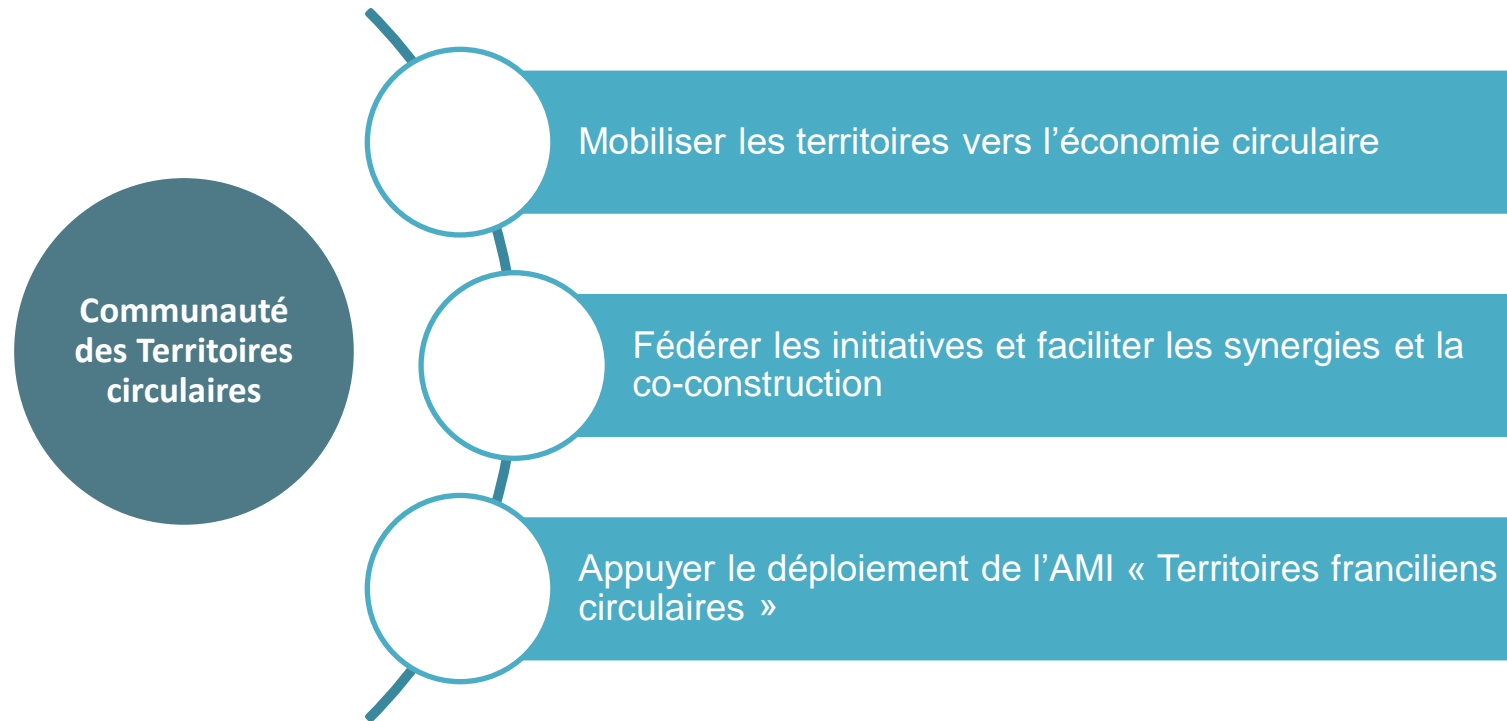 Communauté
des Territoires
circulaires
Mobiliser les territoires vers l’économie circulaire
Fédérer les initiatives et faciliter les synergies et la
co-construction
Appuyer le déploiement de l’AMI « Territoires franciliens
circulaires »